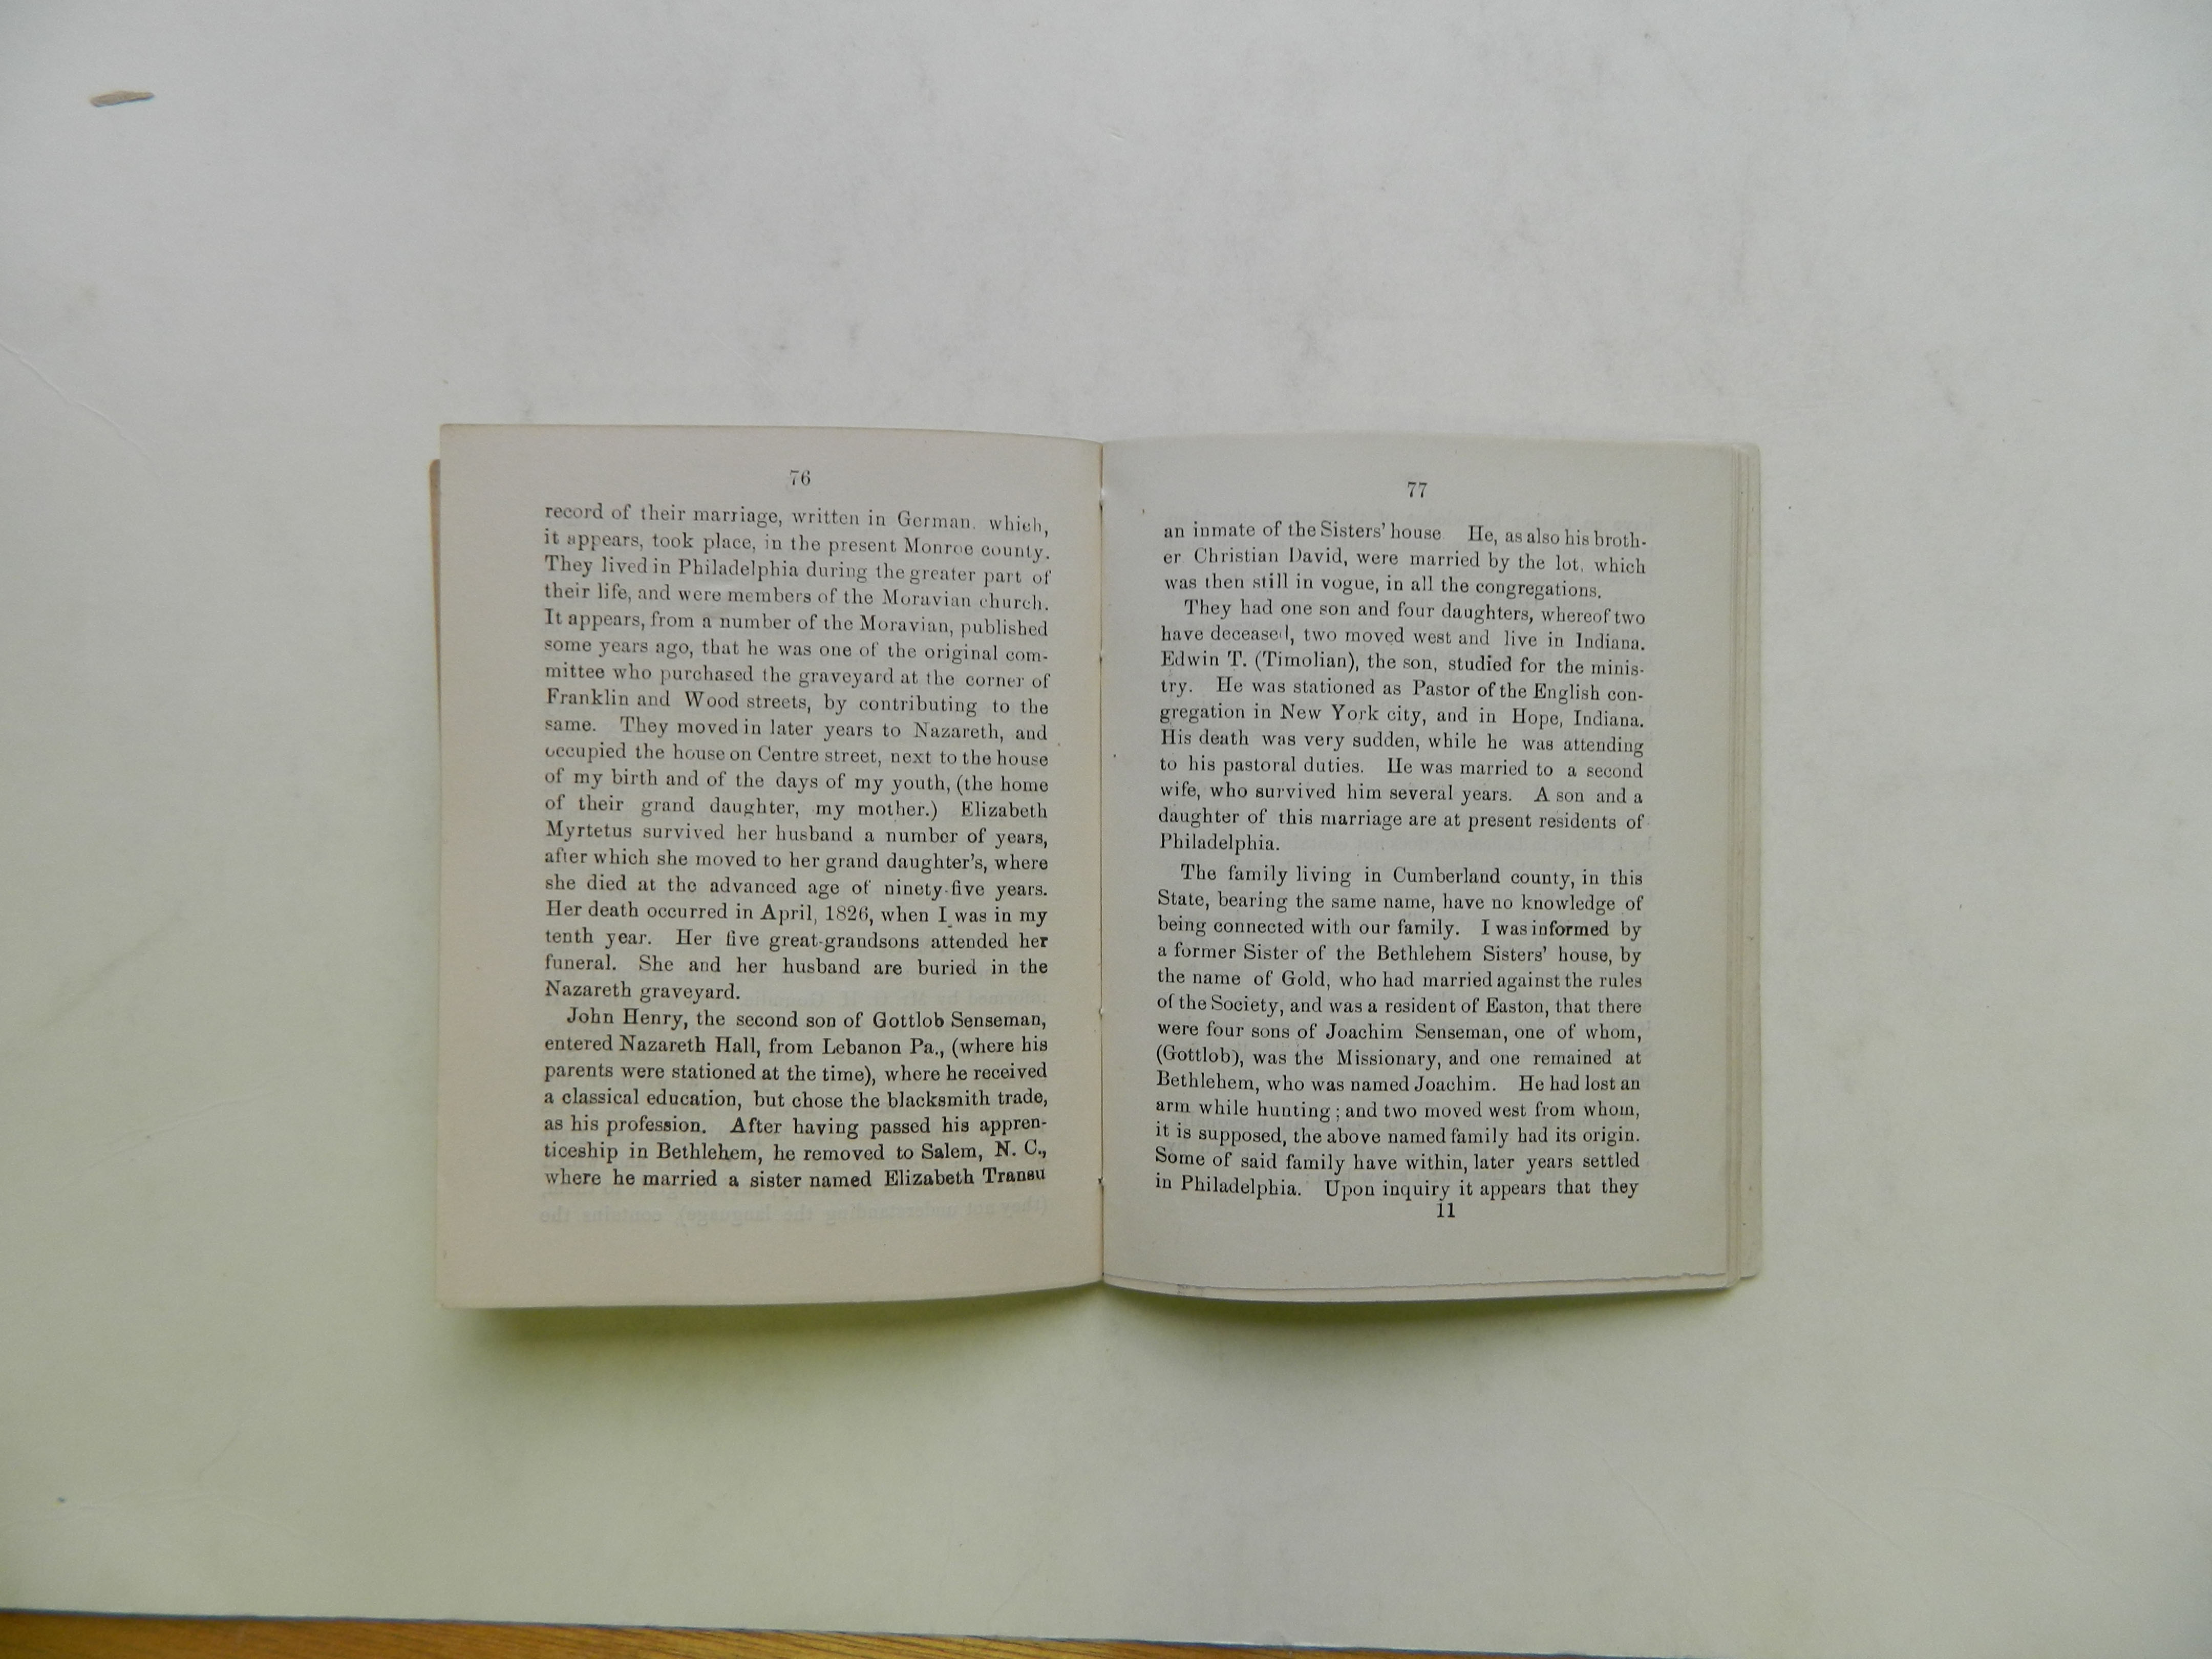 76
record of their marriage, written in German. which,
it appears, took place, in the present Monroe county.
They lived in Philadelphia during the greater part of
their life, and were members of the Moravian church.
It appears, from a number of the Moravian, published
some years ago, that he was one of the original com-
mittee who purchased the graveyard at the corner of
Franklin and Wood streets, by contributing to the
same. They moved in later years to Nazareth, and
occupied the house on Centre street, next to the house
of my birth and of the days of my youth, (the home
of their grand daughter, my mother.) Elizabeth
Myrtetus survived her husband a number of years,
after which she moved to her grand daughter's, where
she died at the advanced age of ninety-five years.
Her death occurred in April, 1826, when I was in my
tenth year. Her five great-grandsons attended her
funeral. She and her husband are buried in the
Nazareth graveyard.
John Henry, the second son of Gottlob Senseman,
entered Nazareth Hall, from Lebanon Pa., (where his
parents were stationed at the time), where he received
a classical education, but chose the blacksmith trade,
as his profession. After having passed his appren-
ticeship in Bethlehem, he removed to Salem, N. C.,
where he married a sister named Elizabeth Transu
77
an inmate of the Sisters' house He, as also his broth-
er Christian David, were married by the lot. which
was then still in vogue, in all the congregations.
They had one son and four daughters, whereof two
have deceased, two moved west and live in Indiana.
Edwin T. (Timolian), the son, studied for the minis-
try. He was stationed as Pastor of the English con-
gregation in New York city, and in Hope, Indiana.
His death was very sudden, while he was attending
to his pastoral duties. He was married to a second
wife, who survived him several years. A son and a
daughter of this marriage are at present residents of
Philadelphia.
The family living in Cumberland county, in this
State, bearing the same name, have no knowledge of
being connected with our family. I was informed by
a former Sister of the Bethlehem Sisters' house, by
the name of Gold, who had married against the rules
of the Society, and was a resident of Easton, that there
were four sons of Joachim Senseman, one of whom,
(Gottlob), was the Missionary, and one remained at
Bethlehem, who was named Joachim. He had lost an
arm while hunting; and two moved west from whom,
it is supposed, the above named family had its origin.
Some of said family have within, later years settled
in Philadelphia. Upon inquiry it appears that they
11